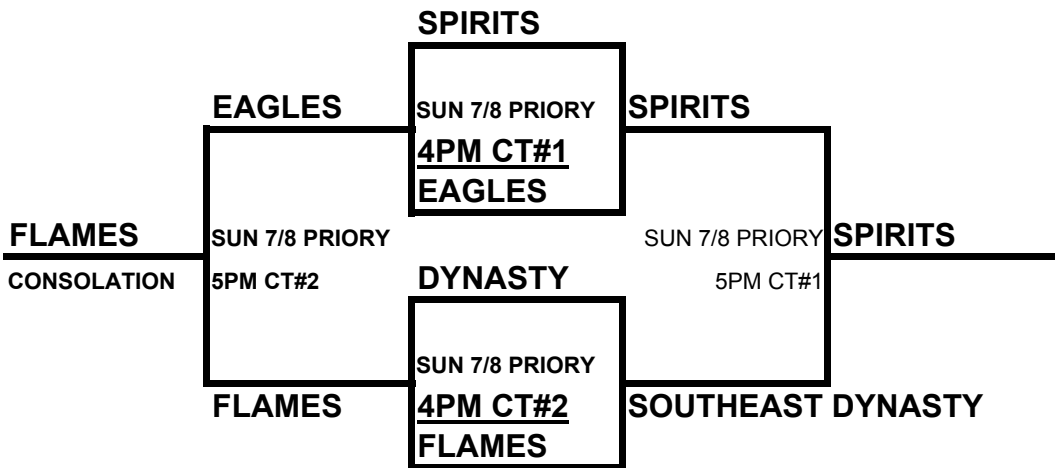 SPIRITS
EAGLES
SUN 7/8 PRIORY
SPIRITS
4PM CT#1
EAGLES
FLAMES
SUN 7/8 PRIORY
SUN 7/8 PRIORY
SPIRITS
CONSOLATION
5PM CT#2
DYNASTY
5PM CT#1
SUN 7/8 PRIORY
FLAMES
4PM CT#2
SOUTHEAST DYNASTY
FLAMES